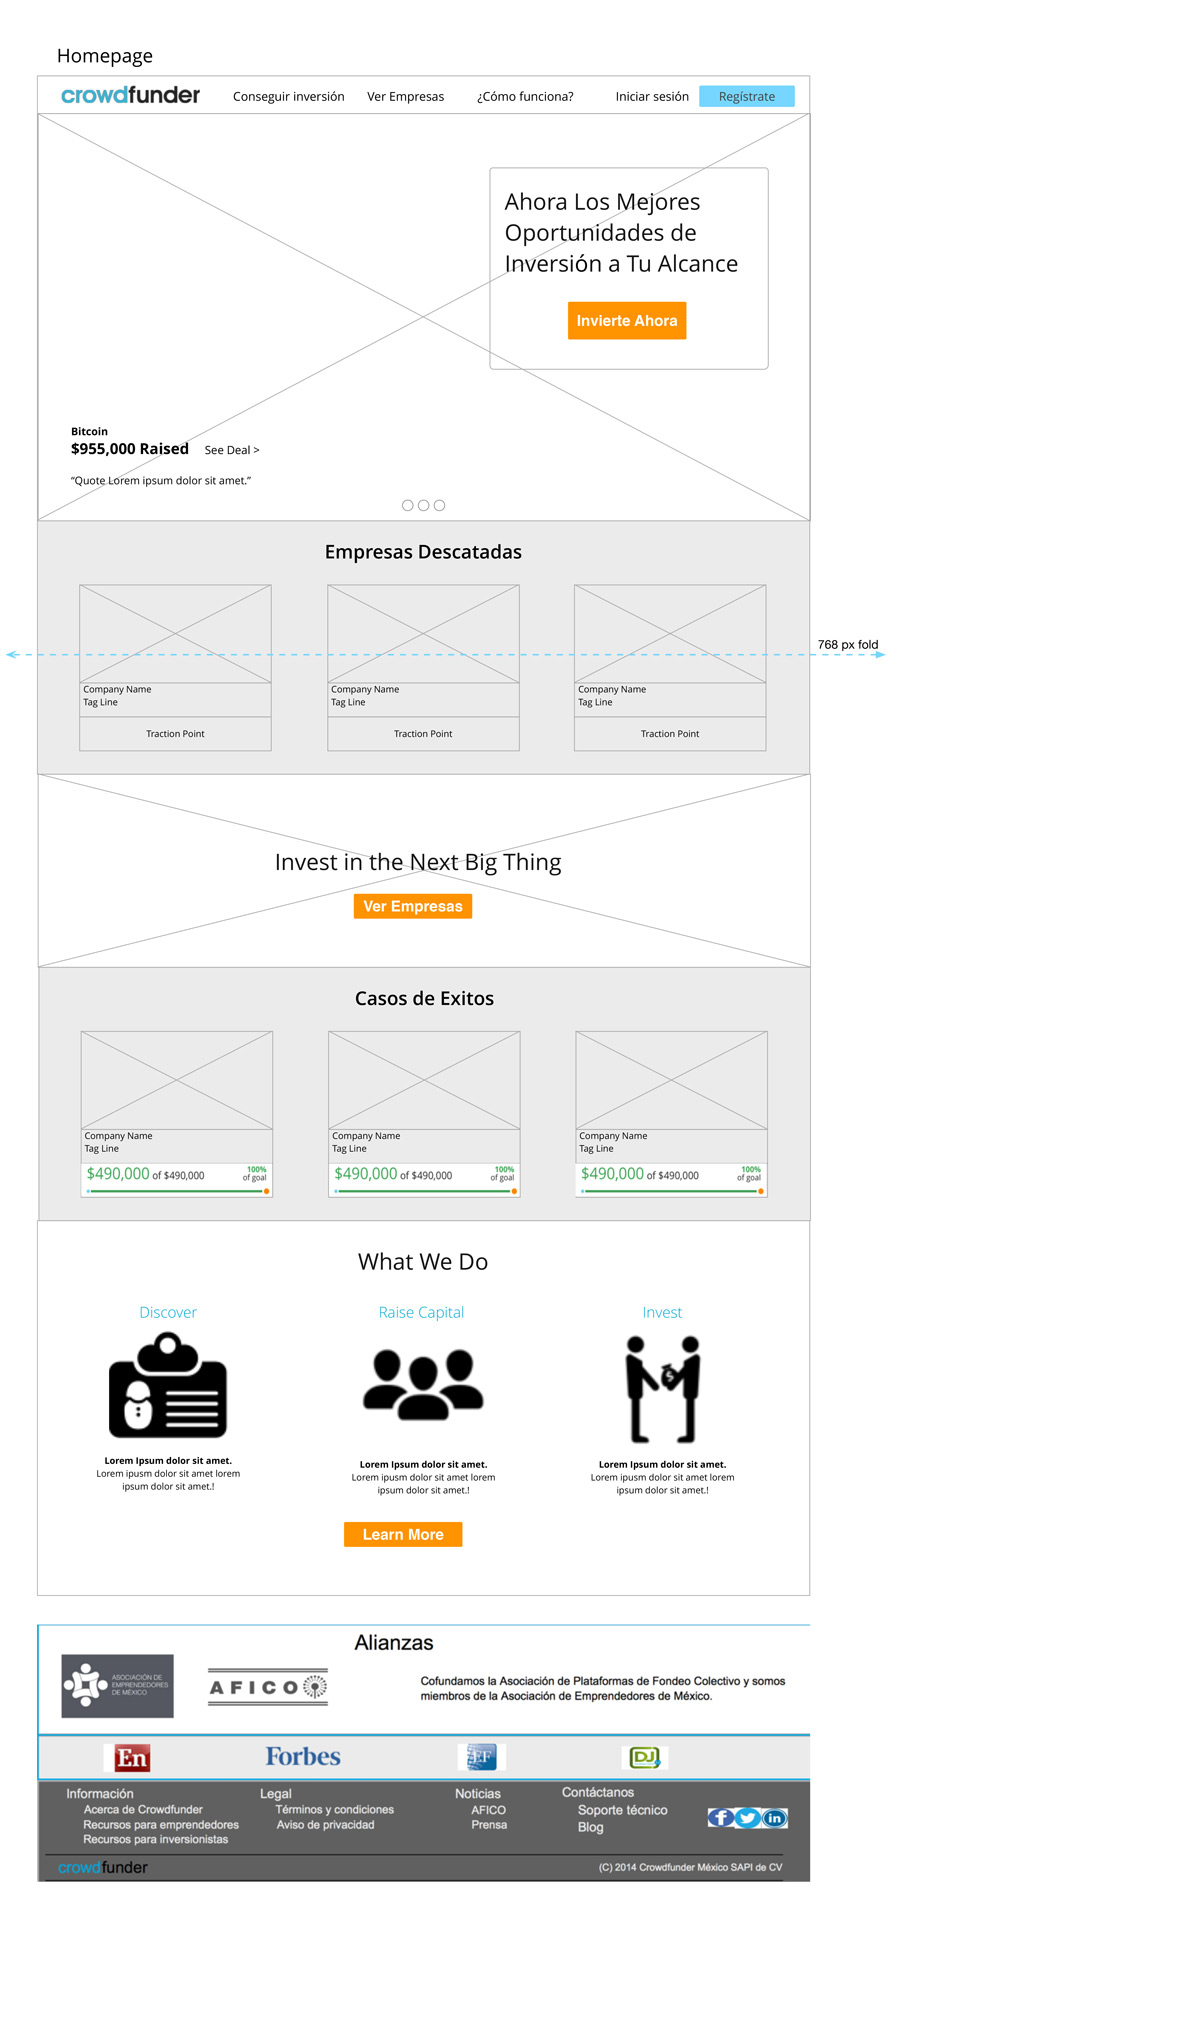 Homepage
crowdfunder Conseguir inversión Ver Empresas ¿Cómo funciona? Iniciar sesión Regístrate
Ahora Los Mejores
Oportunidades de
Inversión a Tu Alcance
Invierte Ahora
Bitcoin
$955,000 Raised See Deal >
“Quote Lorem ipsum dolor sit amet.”
Empresas Descatadas
768 px fold
Company Name Company Name Company Name
Tag Line Tag Line Tag Line
Traction Point Traction Point Traction Point
Invest in the Next Big Thing
Ver Empresas
Casos de Exitos
Company Name Company Name Company Name
Tag Line Tag Line Tag Line
$490,000 of $490,000 100% of goal $490,000 of $490,000 100% of goal $490,000 of $490,000 100% of goal
What We Do
Discover Raise Capital Invest
Lorem Ipsum dolor sit amet. Lorem Ipsum dolor sit amet. Lorem Ipsum dolor sit amet.
Lorem ipusm dolor sit amet lorem Lorem ipusm dolor sit amet lorem Lorem ipusm dolor sit amet lorem
ipsum dolor sit amet.! ipsum dolor sit amet.! ipsum dolor sit amet.!
Learn More
Alianzas
ASOCIACIÓN DE
EMPRENDEDORES
DE MÉXICO
AFICO
Cofundamos la Asociación de Plataformas de Fondeo Colectivo y somos
miembros de la Asociación de Emprendedores de México.
En Forbes EF DJ
Información Legal Noticias Contáctanos
Acerca de Crowdfunder Términos y condiciones AFICO Soporte técnico
Recursos para emprendedores Aviso de privacidad Prensa Blog
Recursos para inversionistas
crowdfunder (C) 2014 Crowdfunder México SAPI de CV